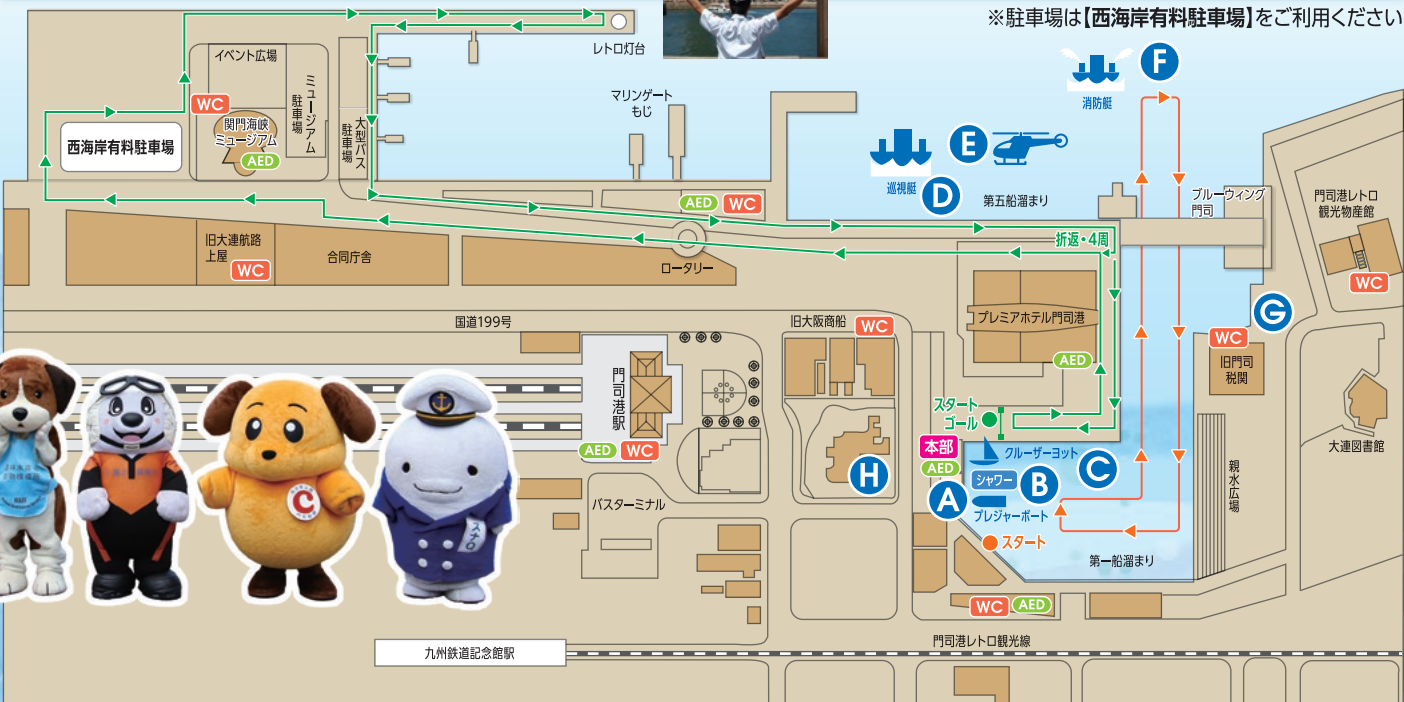 ※駐車場は【西海岸有料駐車場】をご利用ください
レトロ灯台
イベント広場
ミュージアム
駐車場
WC
関門海峡
ミュージアム
AED
西海岸有料駐車場
大型バス
駐車場
マリンゲート
もじ
消防艇
F
E
巡視艇
D
第五船溜まり
ブルーウィング
門司
門司港レトロ
観光物産館
WC
AED
WC
旧大連航路
上屋
WC
合同庁舎
ロータリー
折返・4周
プレミアホテル門司港
AED
国道199号
旧大阪商船
WC
G
WC
旧門司
税関
門司港駅
AED
WC
スタート
ゴール
本部
AED
クルーザーヨット
C
シャワー
B
A
プレジャーボート
スタート
H
バスターミナル
親水広場
大連図書館
第一船溜まり
WC
AED
門司港レトロ観光線
九州鉄道記念館駅
C
スナロ